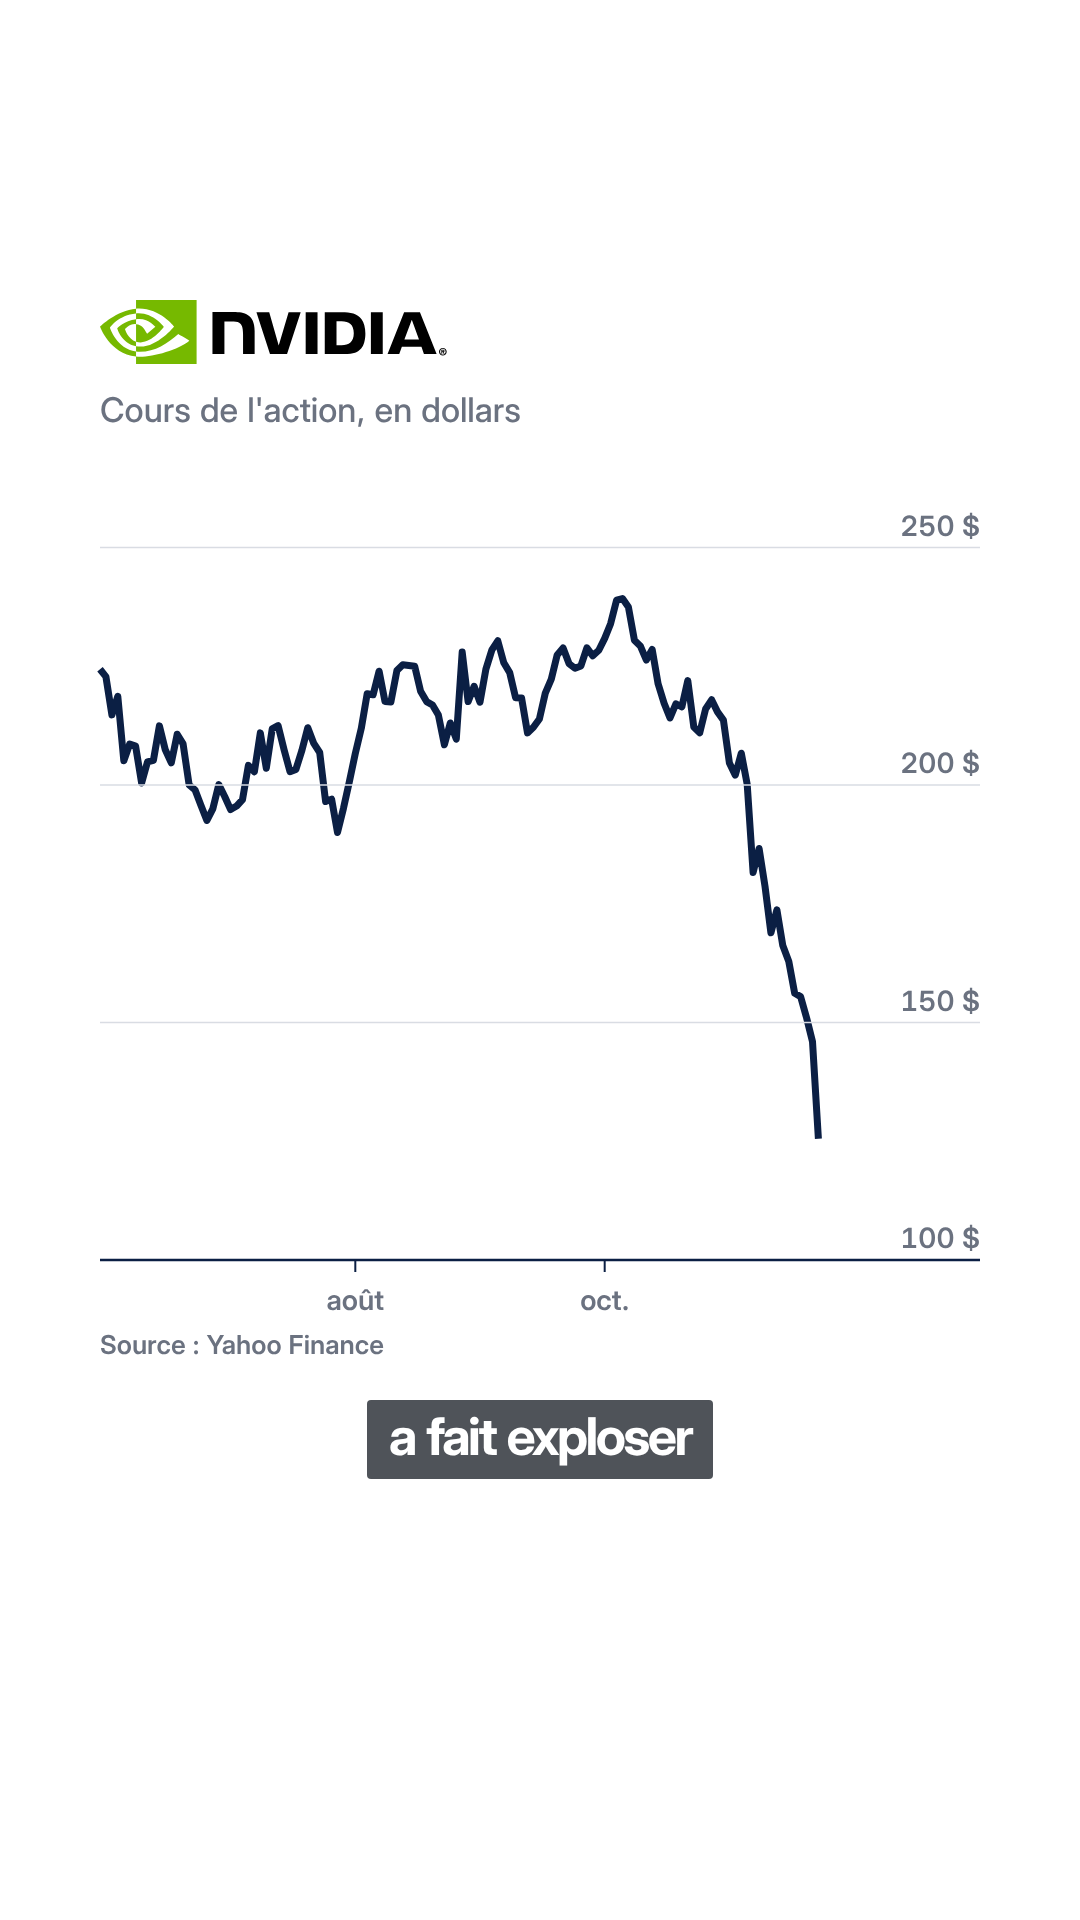 NVIDIA®
Cours de l'action, en dollars
250 $
200 $
150 $
100 $
août
oct.
Source : Yahoo Finance
a fait exploser